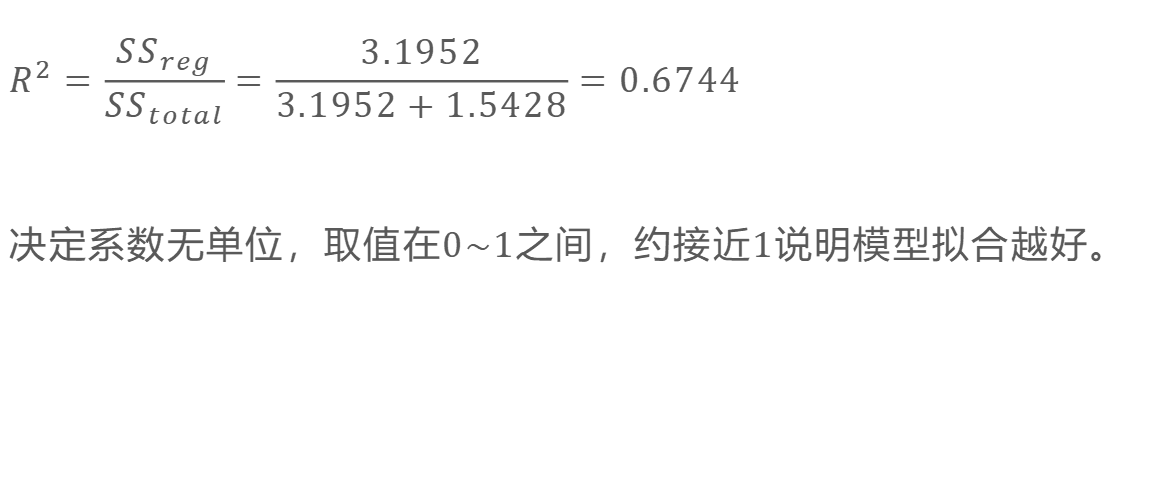 R² = SS_reg / SS_total = 3.1952 / (3.1952 + 1.5428) = 0.6744
决定系数无单位，取值在0~1之间，约接近1说明模型拟合越好。